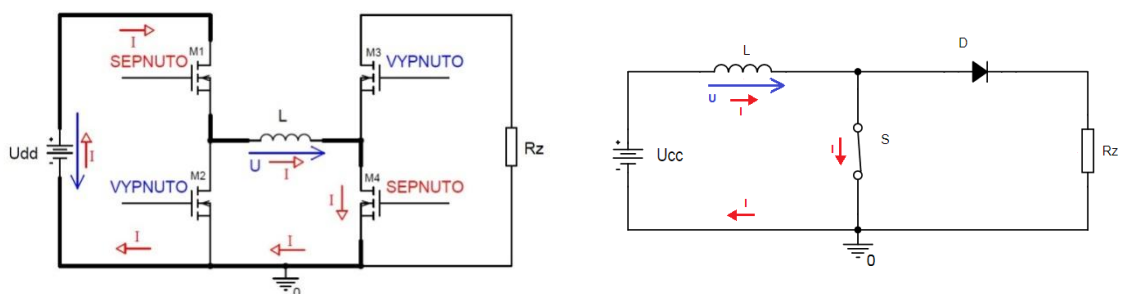 I
SEPNUTO
M1
M3
VYPNUTO
L
Udd
+
-
I
U
I
Rz
VYPNUTO
M2
I
M4
SEPNUTO
I
I
0
L
D
U
I
+
-
Ucc
I
S
Rz
I
0